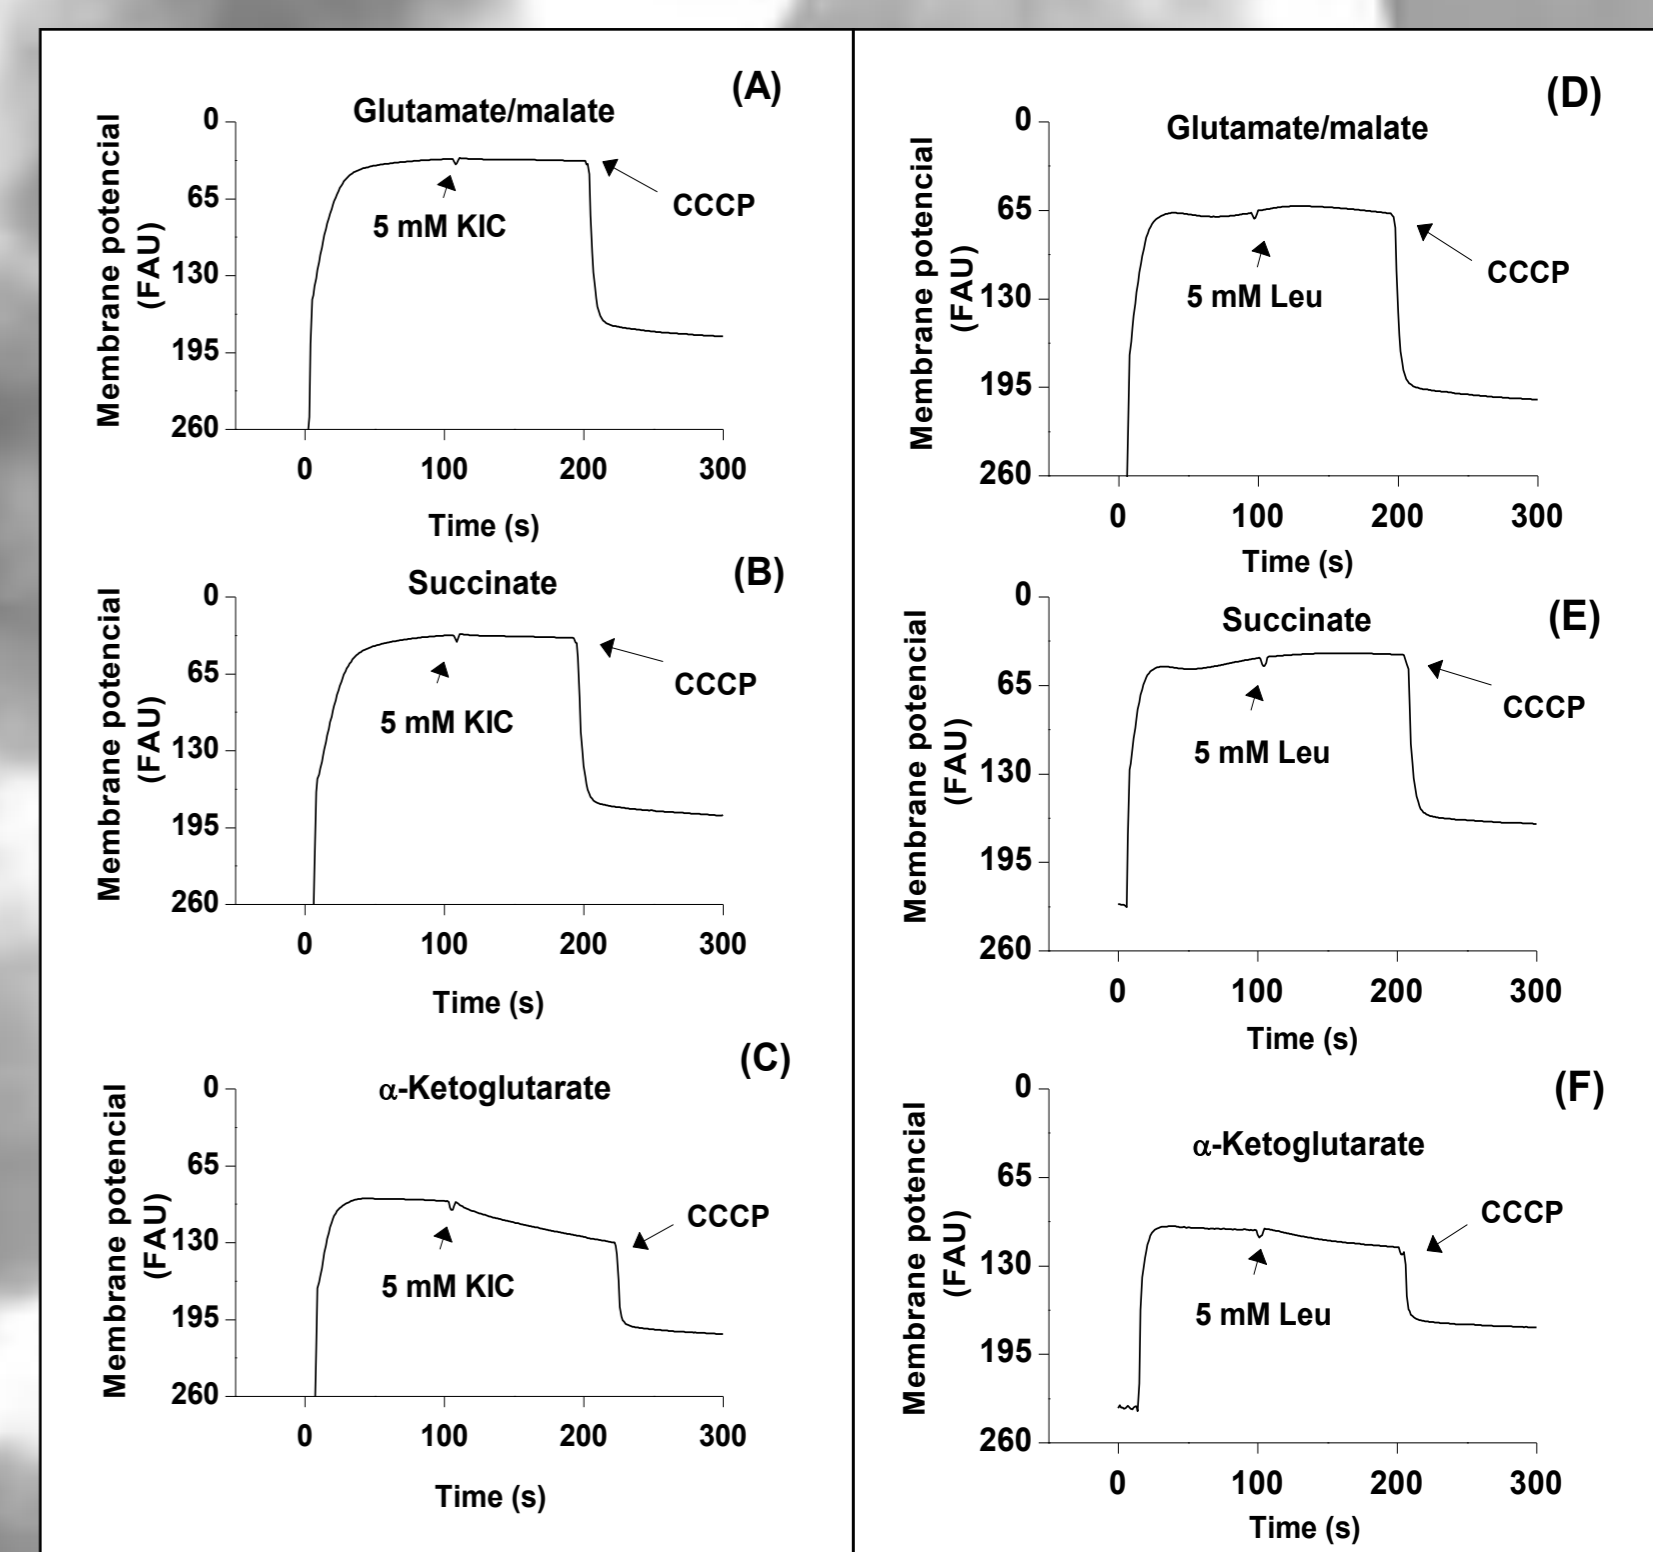 (A)
Glutamate/malate
Membrane potencial
(FAU)
0
65
130
195
260
5 mM KIC
CCCP
0 100 200 300
Time (s)
(B)
Succinate
Membrane potencial
(FAU)
0
65
130
195
260
5 mM KIC
CCCP
0 100 200 300
Time (s)
(C)
α-Ketoglutarate
Membrane potencial
(FAU)
0
65
130
195
260
5 mM KIC
CCCP
0 100 200 300
Time (s)
(D)
Glutamate/malate
Membrane potencial
(FAU)
0
65
130
195
260
5 mM Leu
CCCP
0 100 200 300
Time (s)
(E)
Succinate
Membrane potencial
(FAU)
0
65
130
195
260
5 mM Leu
CCCP
0 100 200 300
Time (s)
(F)
α-Ketoglutarate
Membrane potencial
(FAU)
0
65
130
195
260
5 mM Leu
CCCP
0 100 200 300
Time (s)